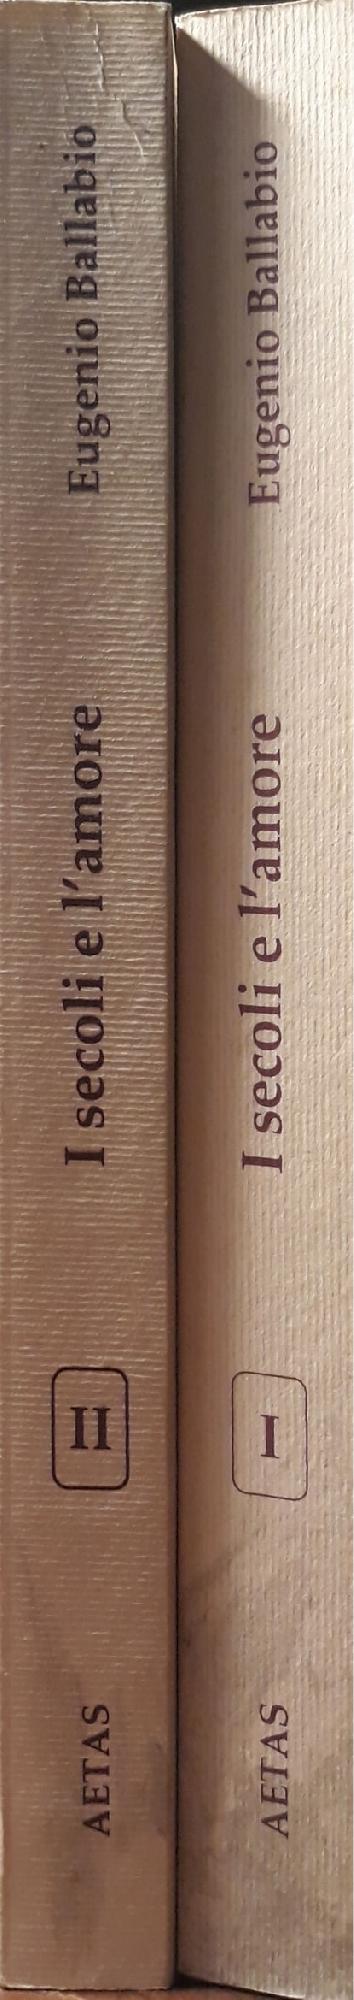 Eugenio Ballabio
I secoli e l'amore
II
AETAS
Eugenio Ballabio
I secoli e l'amore
I
AETAS